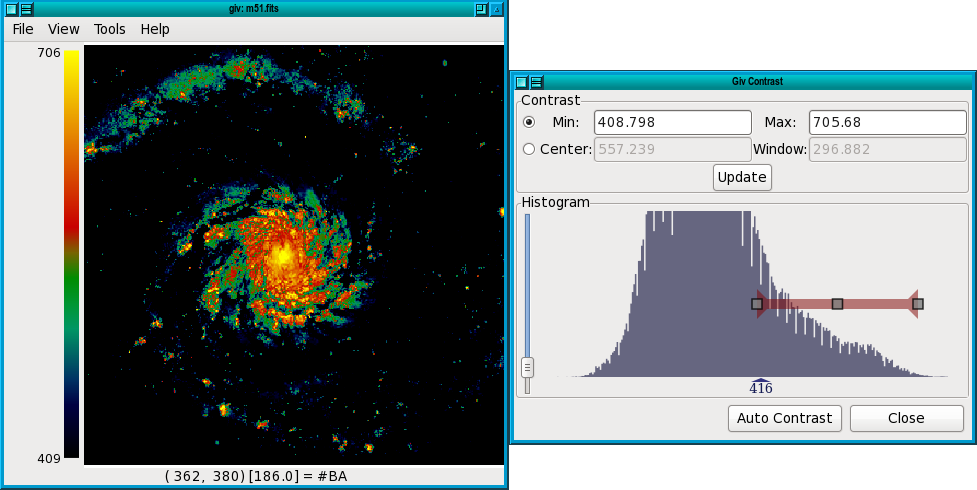 giv: m51.fits
File View Tools Help
706
409
( 362, 380) [186.0] = #BA
Giv Contrast
Contrast
Min: 408.798 Max: 705.68
Center: 557.239 Window: 296.882
Update
Histogram
416
Auto Contrast Close